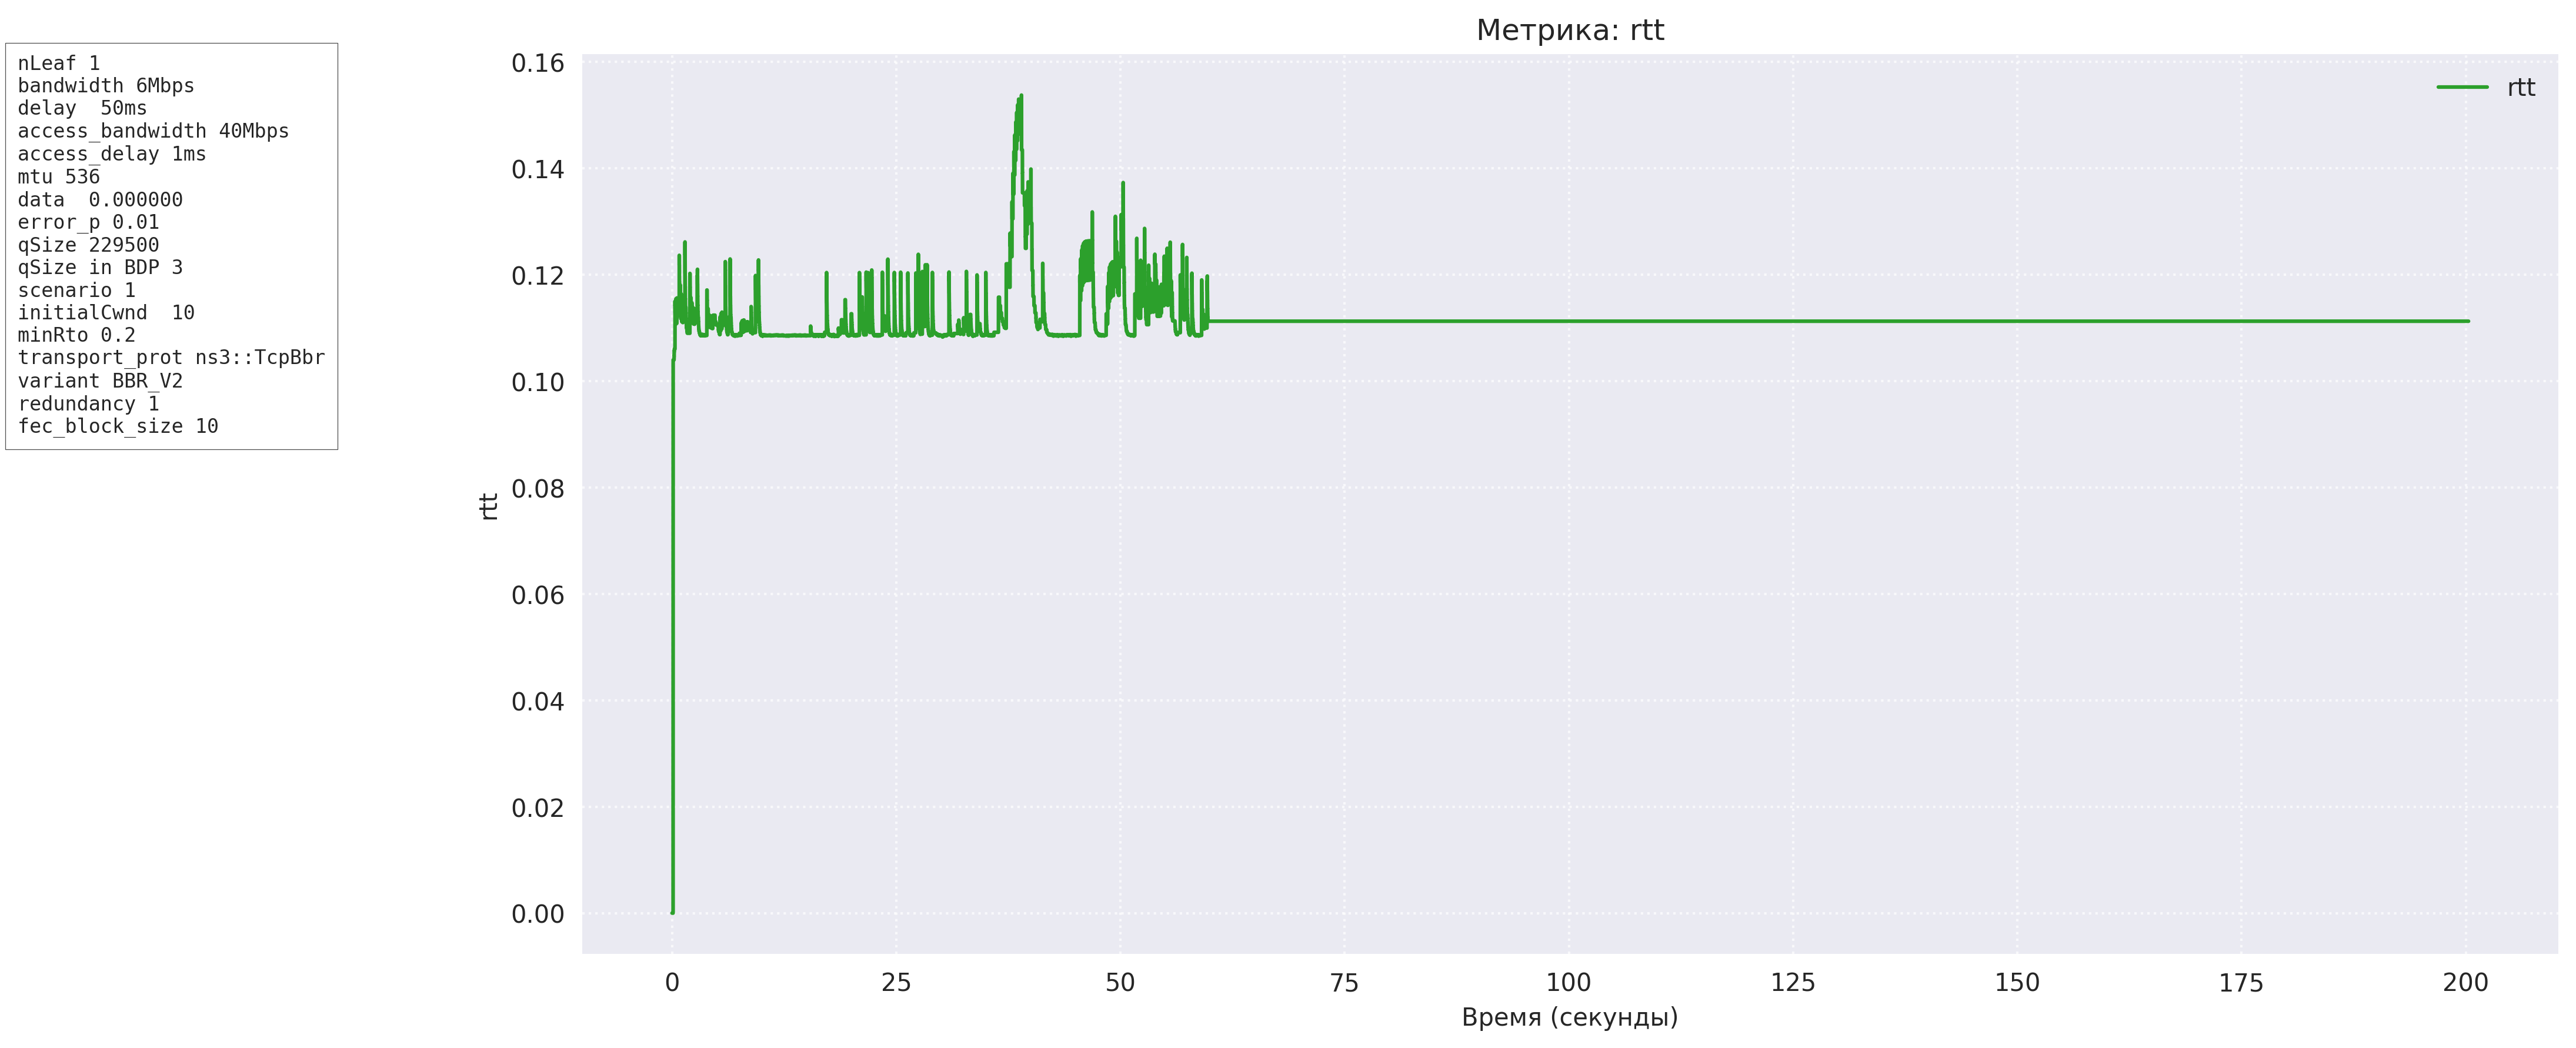 Метрика: rtt
nLeaf 1
bandwidth 6Mbps
delay  50ms
access_bandwidth 40Mbps
access_delay 1ms
mtu 536
data  0.000000
error_p 0.01
qSize 229500
qSize in BDP 3
scenario 1
initialCwnd  10
minRto 0.2
transport_prot ns3::TcpBbr
variant BBR_V2
redundancy 1
fec_block_size 10
rtt
0.16
0.14
0.12
0.10
0.08
0.06
0.04
0.02
0.00
rtt
0 25 50 75 100 125 150 175 200
Время (секунды)